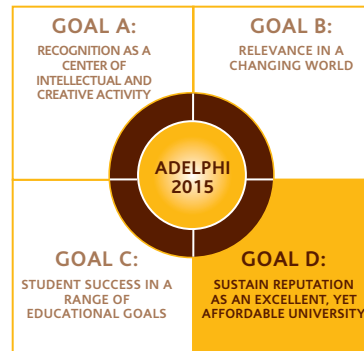 GOAL A:
RECOGNITION AS A
CENTER OF
INTELLECTUAL AND
CREATIVE ACTIVITY
GOAL B:
RELEVANCE IN A
CHANGING WORLD
ADELPHI
2015
GOAL C:
STUDENT SUCCESS IN A
RANGE OF
EDUCATIONAL GOALS
GOAL D:
SUSTAIN REPUTATION
AS AN EXCELLENT, YET
AFFORDABLE UNIVERSITY